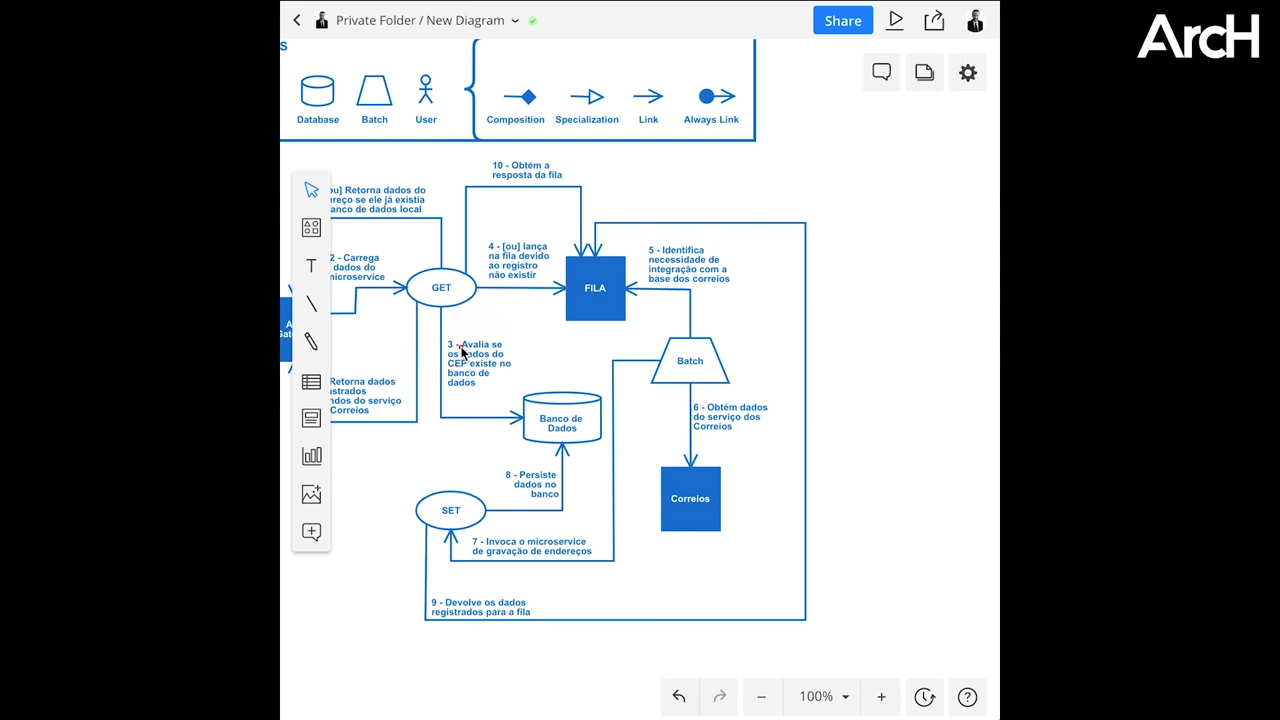 Private Folder / New Diagram
Share
ArcH
S
Database
Batch
User
Composition
Specialization
Link
Always Link
10 - Obtém a
resposta da fila
ou] Retorna dados do
ereço se ele já existia
anco de dados local
4 - [ou] lança
na fila devido
ao registro
não existir
5 - Identifica
necessidade de
integração com a
base dos correios
2 - Carrega
dados do
microservice
GET
FILA
3 - Avalia se
os dados do
CEP existe no
banco de
dados
Batch
Retorna dados
istrados
ndos do serviço
Correios
Banco de
Dados
6 - Obtém dados
do serviço dos
Correios
8 - Persiste
dados no
banco
Correios
SET
7 - Invoca o microservice
de gravação de endereços
9 - Devolve os dados
registrados para a fila
100%